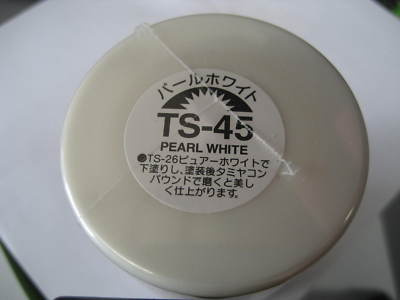 パールホワイト
TS-45
PEARL WHITE
●TS-26ピュアーホワイトで
下塗りし、塗装後タミヤコン
パウンドで磨くと美し
く仕上がります。